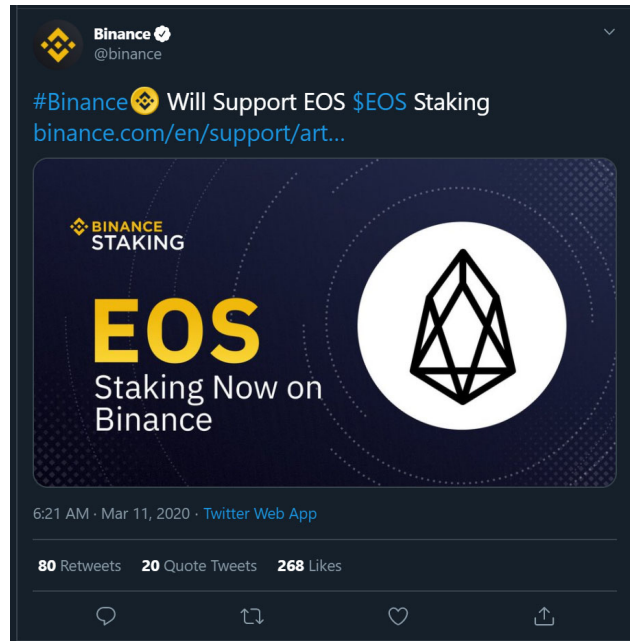 Binance
@binance
#Binance Will Support EOS $EOS Staking
binance.com/en/support/art...
BINANCE
STAKING
EOS
Staking Now on
Binance
6:21 AM · Mar 11, 2020 · Twitter Web App
80 Retweets 20 Quote Tweets 268 Likes